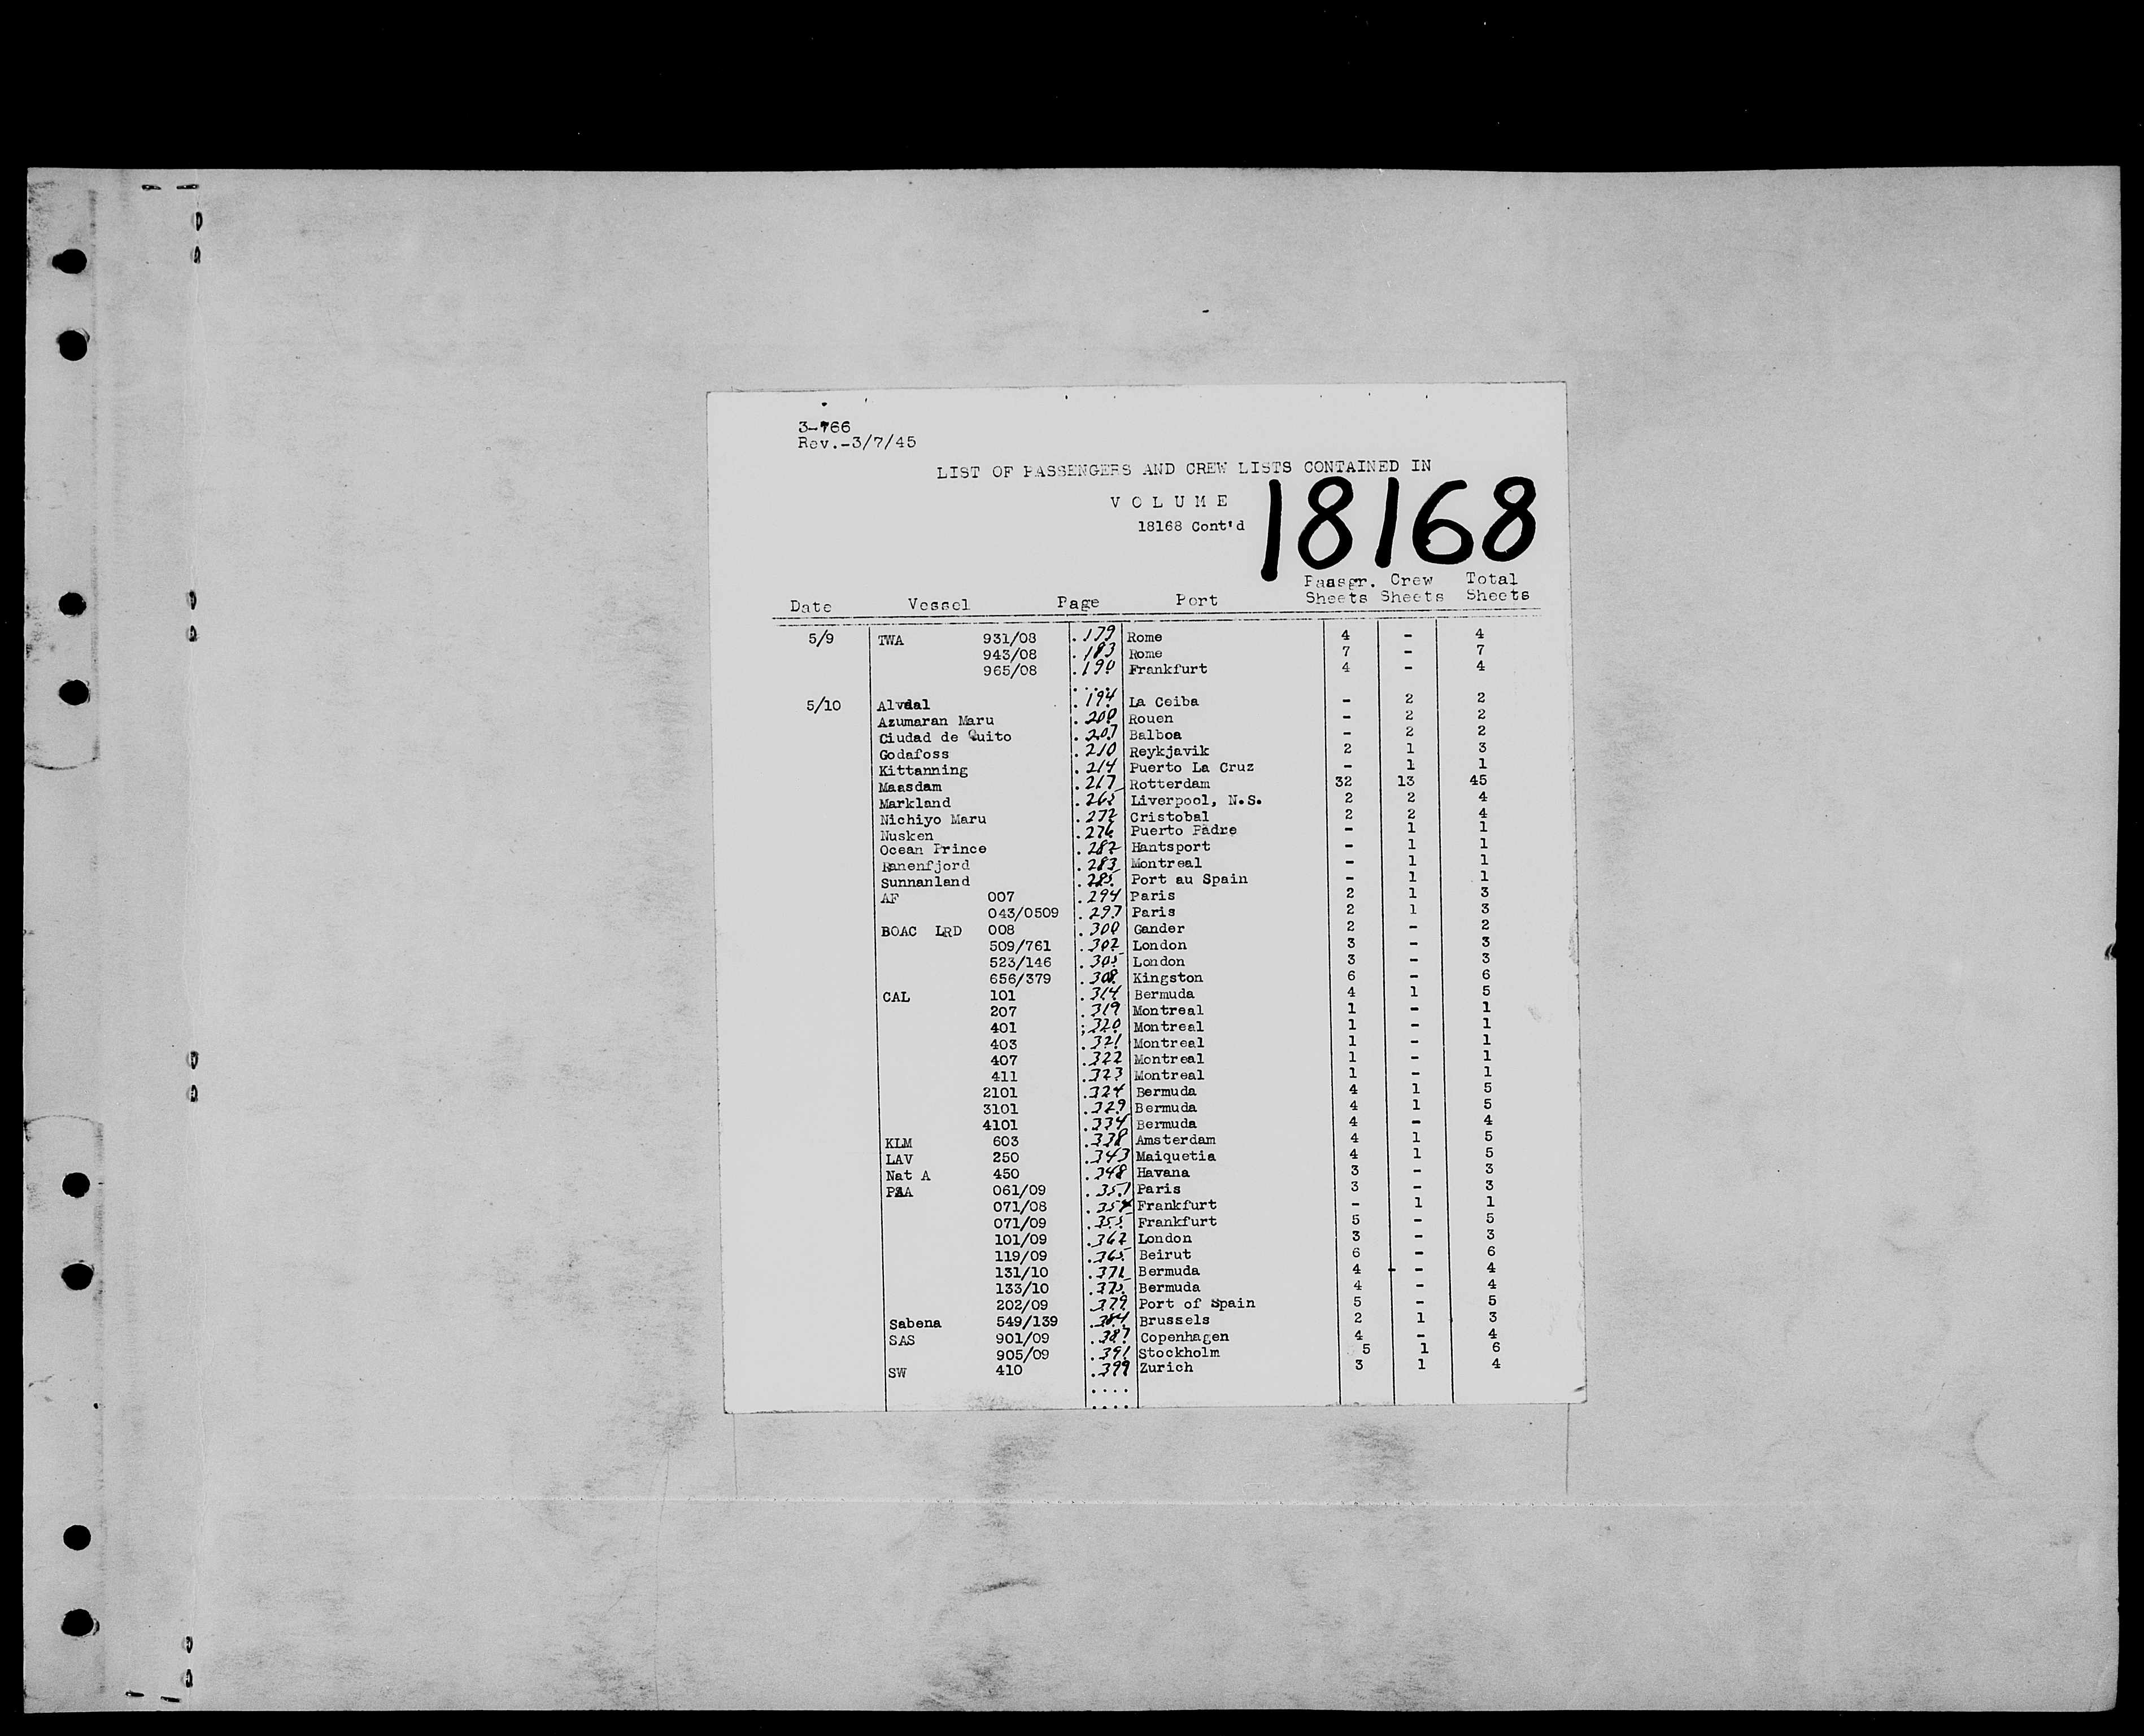 3-766
Rev.-3/7/45
LIST OF PASSENGERS AND CREW LISTS CONTAINED IN
VOLUME 18168
18168 Cont'd
Date Vessel Page Port Paasgr. Sheets Crew Sheets Total Sheets
5/9 TWA 931/08 .179 Rome 4 - 4
943/08 .183 Rome 7 - 7
965/08 .190 Frankfurt 4 - 4
5/10 Alvdal .194 La Ceiba - 2 2
Azumaran Maru .200 Rouen - 2 2
Ciudad de Quito .207 Balboa - 2 2
Godafoss .210 Reykjavik 2 1 3
Kittanning .214 Puerto La Cruz - 1 1
Maasdam .217 Rotterdam 32 13 45
Markland .265 Liverpool, N.S. 2 2 4
Nichiyo Maru .272 Cristobal 2 2 4
Nusken .276 Puerto Padre - 1 1
Ocean Prince .282 Hantsport - 1 1
Ranenfjord .283 Montreal - 1 1
Sunnanland .285 Port au Spain - 1 1
AF 007 .294 Paris 2 1 3
043/0509 .297 Paris 2 1 3
BOAC LRD 008 .300 Gander 2 - 2
509/761 .302 London 3 - 3
523/146 .305 London 3 - 3
656/379 .308 Kingston 6 - 6
CAL 101 .314 Bermuda 4 1 5
207 .319 Montreal 1 - 1
401 ;320 Montreal 1 - 1
403 .321 Montreal 1 - 1
407 .322 Montreal 1 - 1
411 .323 Montreal 1 - 1
2101 .324 Bermuda 4 1 5
3101 .329 Bermuda 4 1 5
4101 .334 Bermuda 4 - 4
KLM 603 .338 Amsterdam 4 1 5
LAV 250 .343 Maiquetia 4 1 5
Nat A 450 .348 Havana 3 - 3
PAA 061/09 .351 Paris 3 - 3
071/08 .354 Frankfurt - 1 1
071/09 .355 Frankfurt 5 - 5
101/09 .362 London 3 - 3
119/09 .365 Beirut 6 - 6
131/10 .371 Bermuda 4 - - 4
133/10 .375 Bermuda 4 - 4
202/09 .379 Port of Spain 5 - 5
Sabena 549/139 .384 Brussels 2 1 3
SAS 901/09 .387 Copenhagen 4 - 4
905/09 .391 Stockholm 5 1 6
SW 410 .399 Zurich 3 1 4